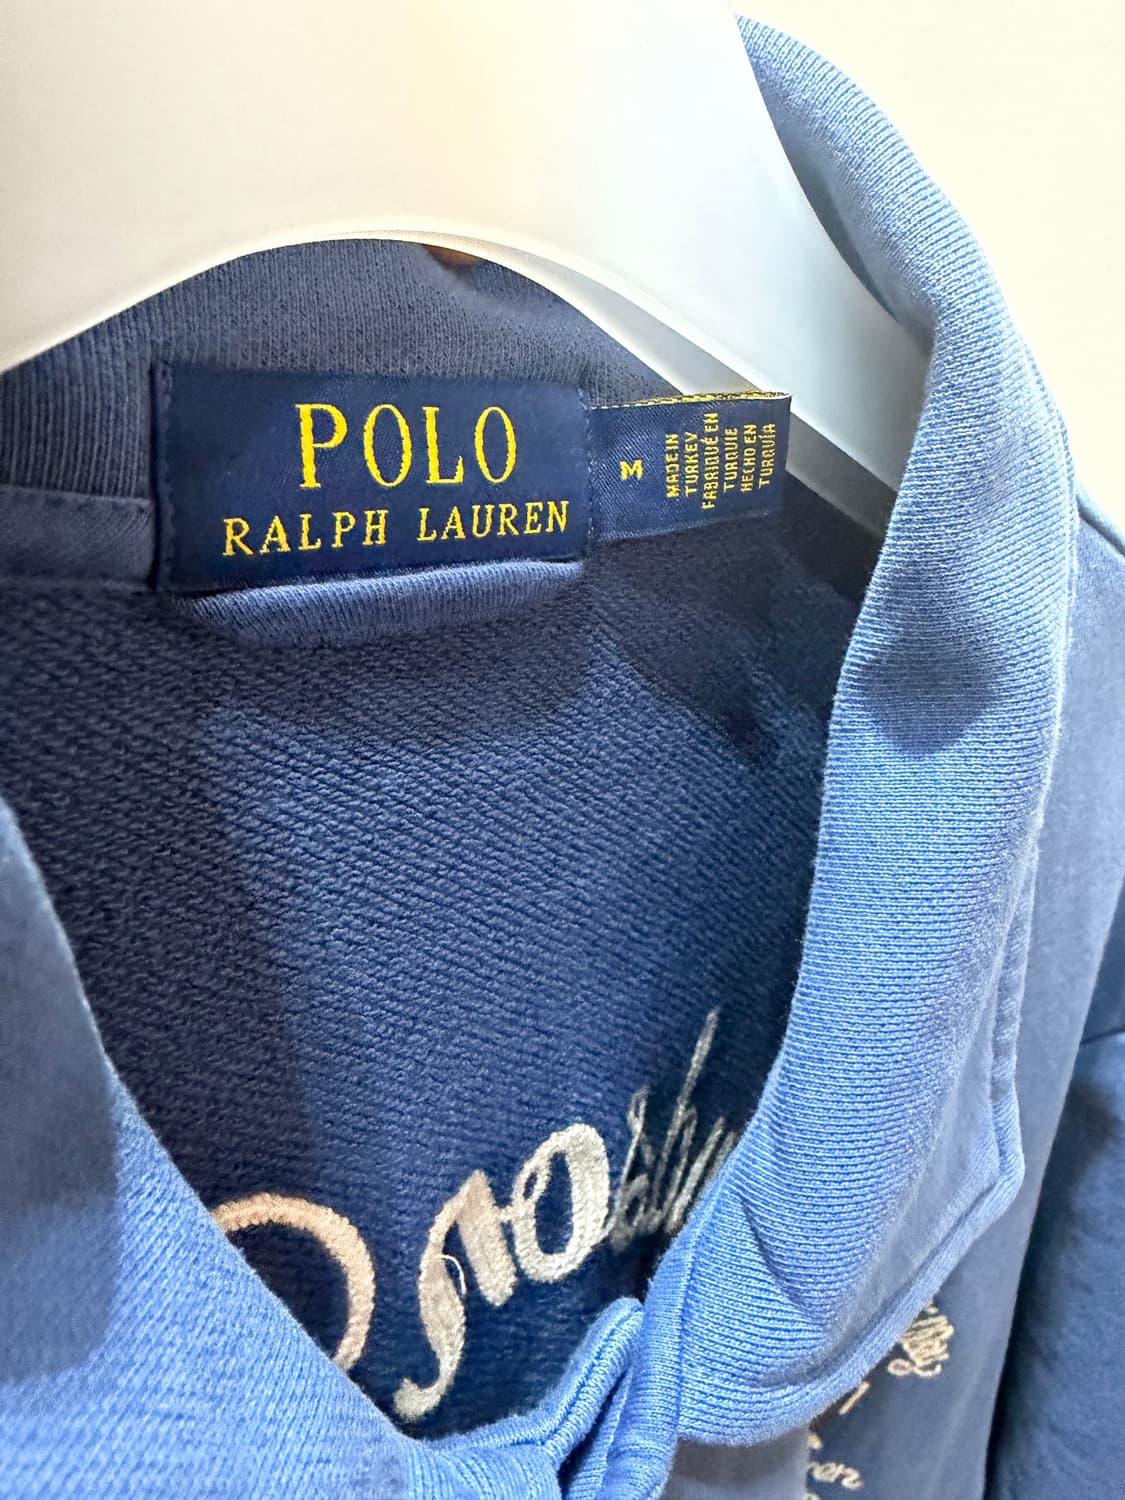 POLO
RALPH LAUREN
M
MADE IN
TURKEY
FABRIQUÉ EN
TURQUIE
HECHO EN
TURQUÍA